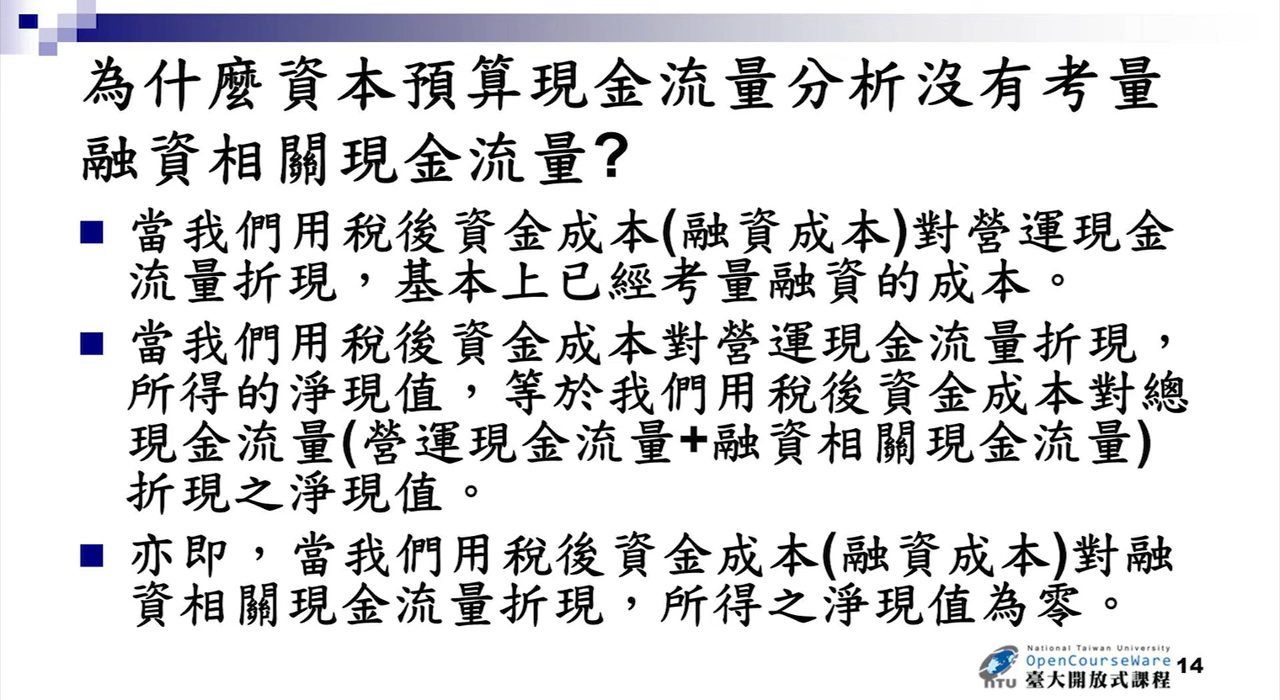 為什麼資本預算現金流量分析沒有考量
融資相關現金流量?
當我們用稅後資金成本(融資成本)對營運現金
流量折現，基本上已經考量融資的成本。
當我們用稅後資金成本對營運現金流量折現，
所得的淨現值，等於我們用稅後資金成本對總
現金流量(營運現金流量+融資相關現金流量)
折現之淨現值。
亦即，當我們用稅後資金成本(融資成本)對融
資相關現金流量折現，所得之淨現值為零。
National Taiwan University
OpenCourseWare
NTU 臺大開放式課程
14